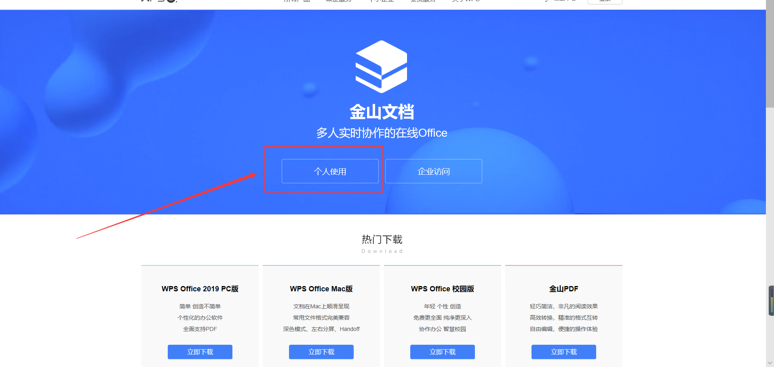 金山文档
多人实时协作的在线Office
个人使用
企业访问
热门下载
Download
WPS Office 2019 PC版
简单 创造不简单
个性化的办公软件
全面支持PDF
立即下载
WPS Office Mac版
文档在Mac上顺滑呈现
常用文件格式完美兼容
深色模式、左右分屏、Handoff
立即下载
WPS Office 校园版
年轻 个性 创造
免费更全面 纯净更深入
协作办公 智慧校园
立即下载
金山PDF
轻巧简洁、非凡的阅读效果
高效转换、精准的格式互转
自由编辑、便捷的操作体验
立即下载